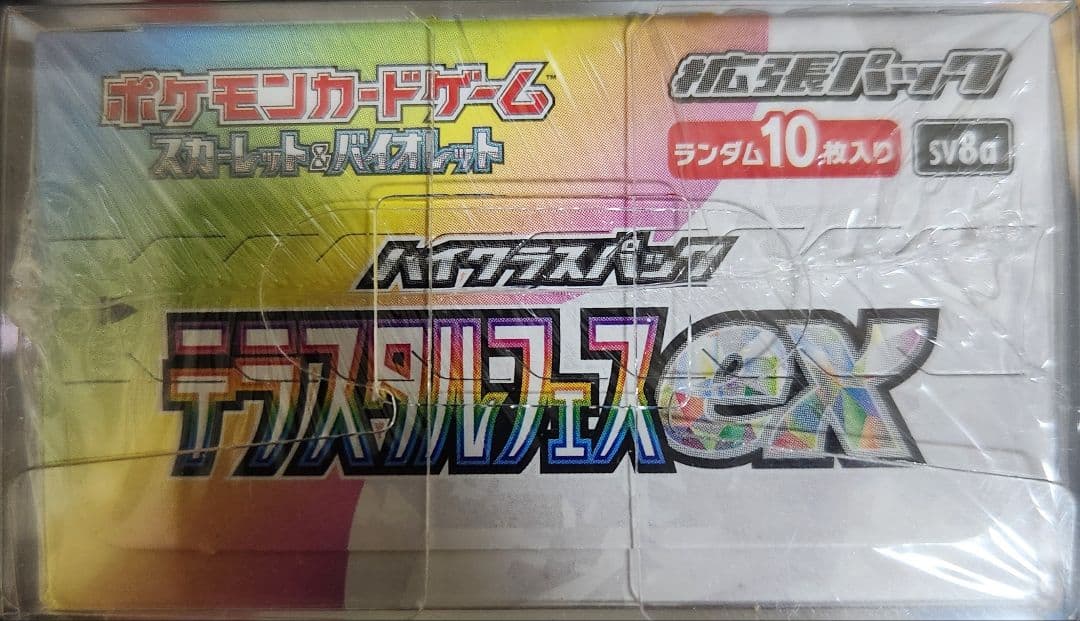 ポケモンカードゲーム™
スカーレット&バイオレット
拡張パック
ランダム10枚入り
SV8a
ハイクラスパック
テラスタルフェスex